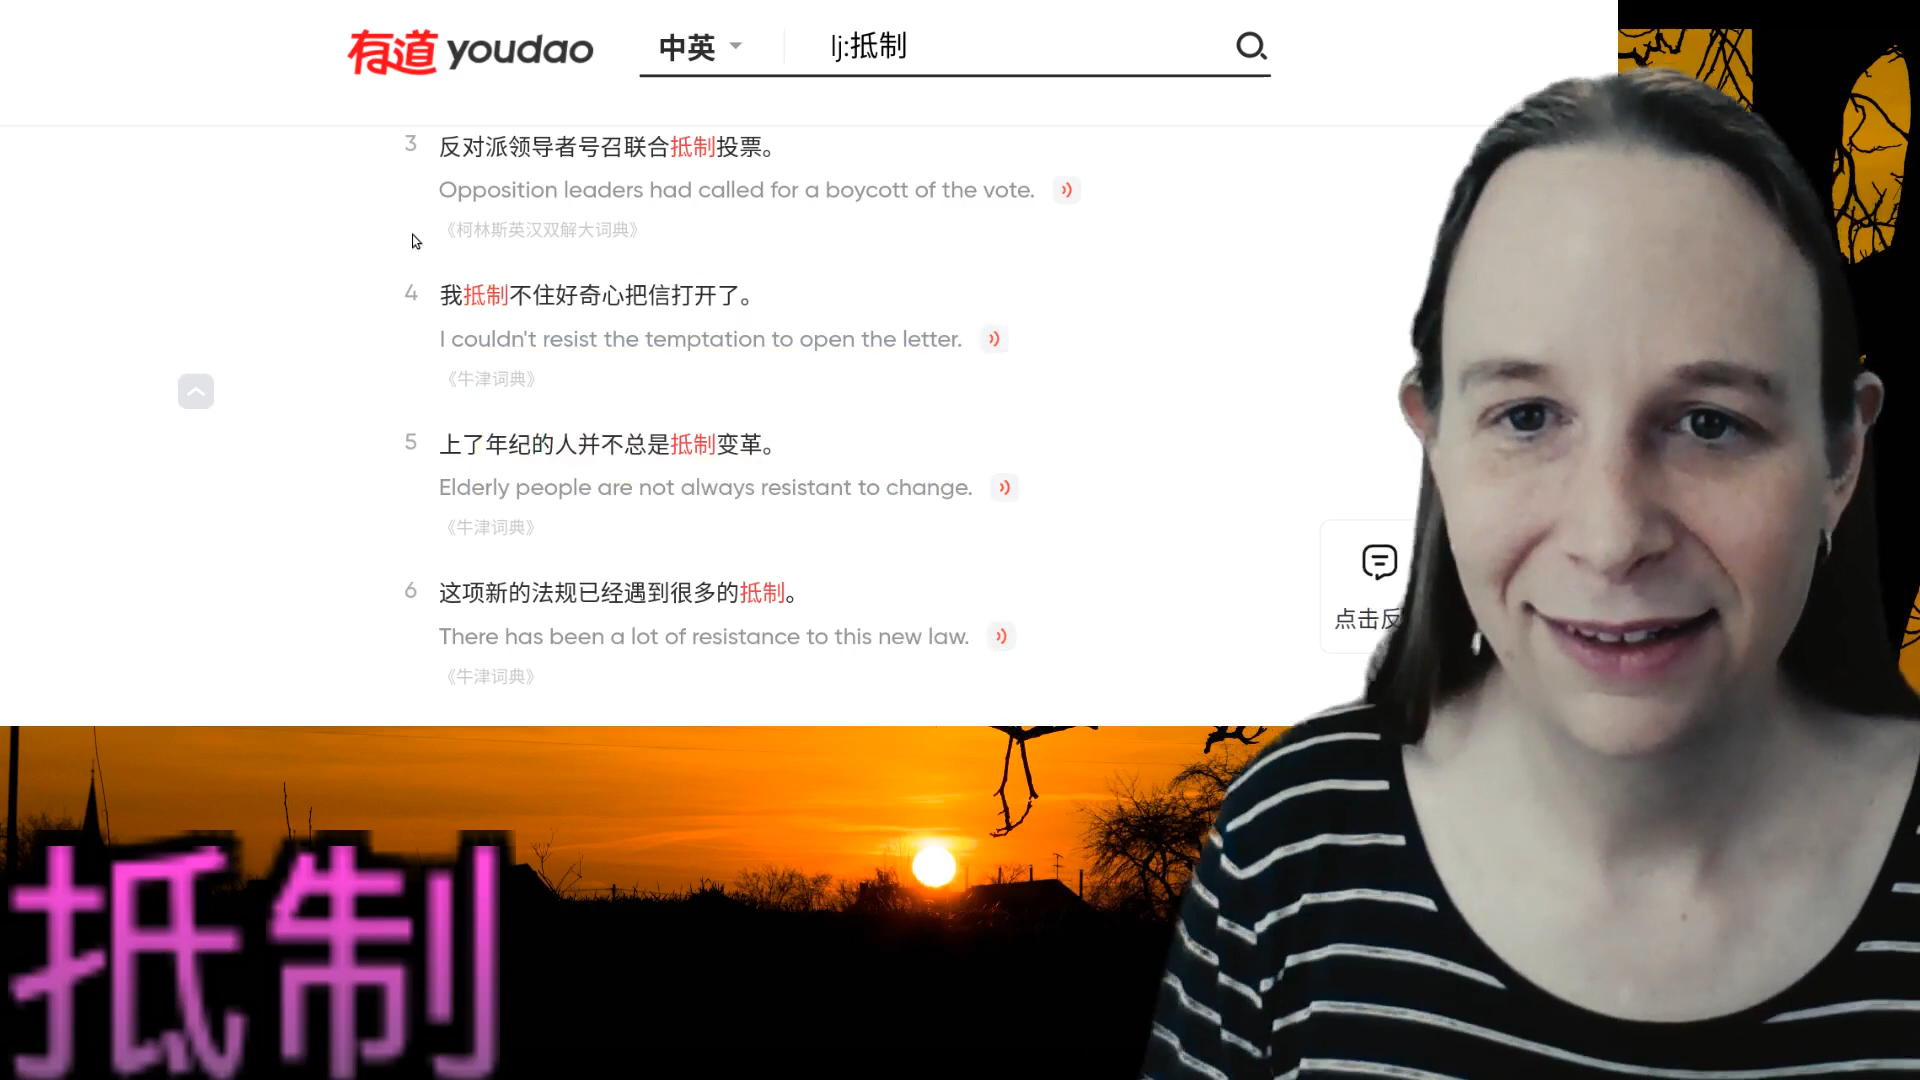 有道 youdao
中英
lj:抵制
3 反对派领导者号召联合抵制投票。
Opposition leaders had called for a boycott of the vote.
《柯林斯英汉双解大词典》
4 我抵制不住好奇心把信打开了。
I couldn't resist the temptation to open the letter.
《牛津词典》
5 上了年纪的人并不总是抵制变革。
Elderly people are not always resistant to change.
《牛津词典》
6 这项新的法规已经遇到很多的抵制。
There has been a lot of resistance to this new law.
《牛津词典》
点击反
抵制